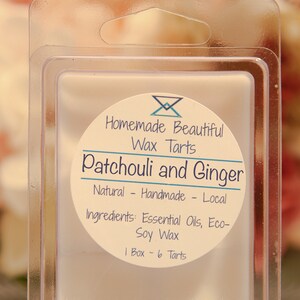 Homemade Beautiful
Wax Tarts
Patchouli and Ginger
Natural - Handmade - Local
Ingredients: Essential Oils, Eco-
Soy Wax
1 Box - 6 Tarts